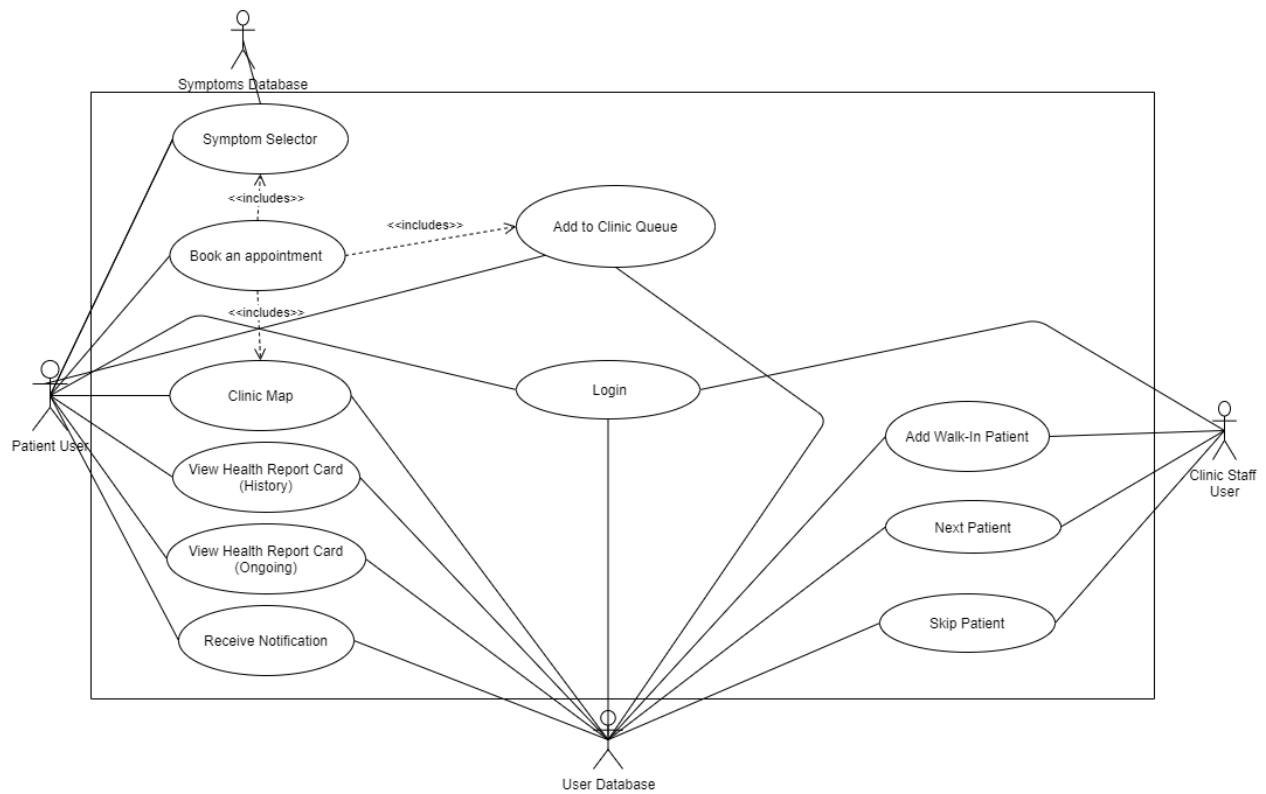 Symptoms Database
Symptom Selector
<<includes>>
<<includes>>
Add to Clinic Queue
Book an appointment
<<includes>>
Login
Clinic Map
Patient User
Add Walk-In Patient
View Health Report Card
(History)
Clinic Staff
User
Next Patient
View Health Report Card
(Ongoing)
Skip Patient
Receive Notification
User Database